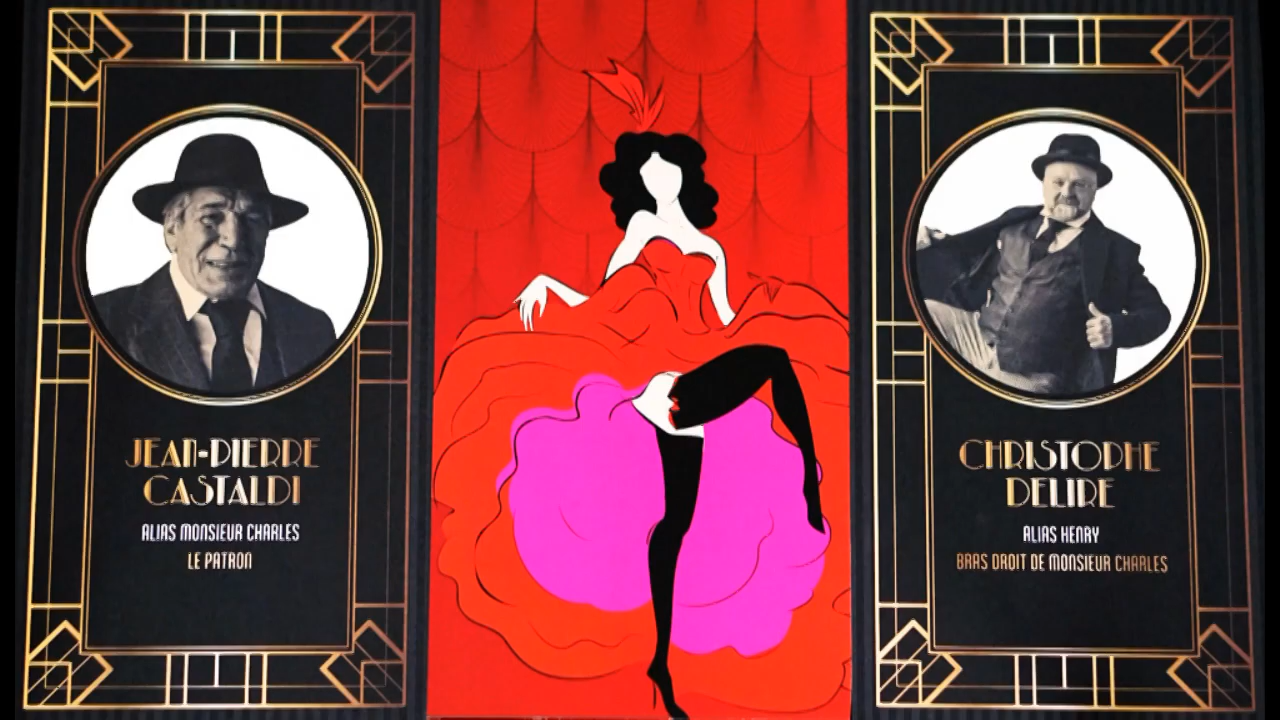 JEAN-PIERRE
CASTALDI
ALIAS MONSIEUR CHARLES
LE PATRON
CHRISTOPHE
DELIRE
ALIAS HENRY
BRAS DROIT DE MONSIEUR CHARLES